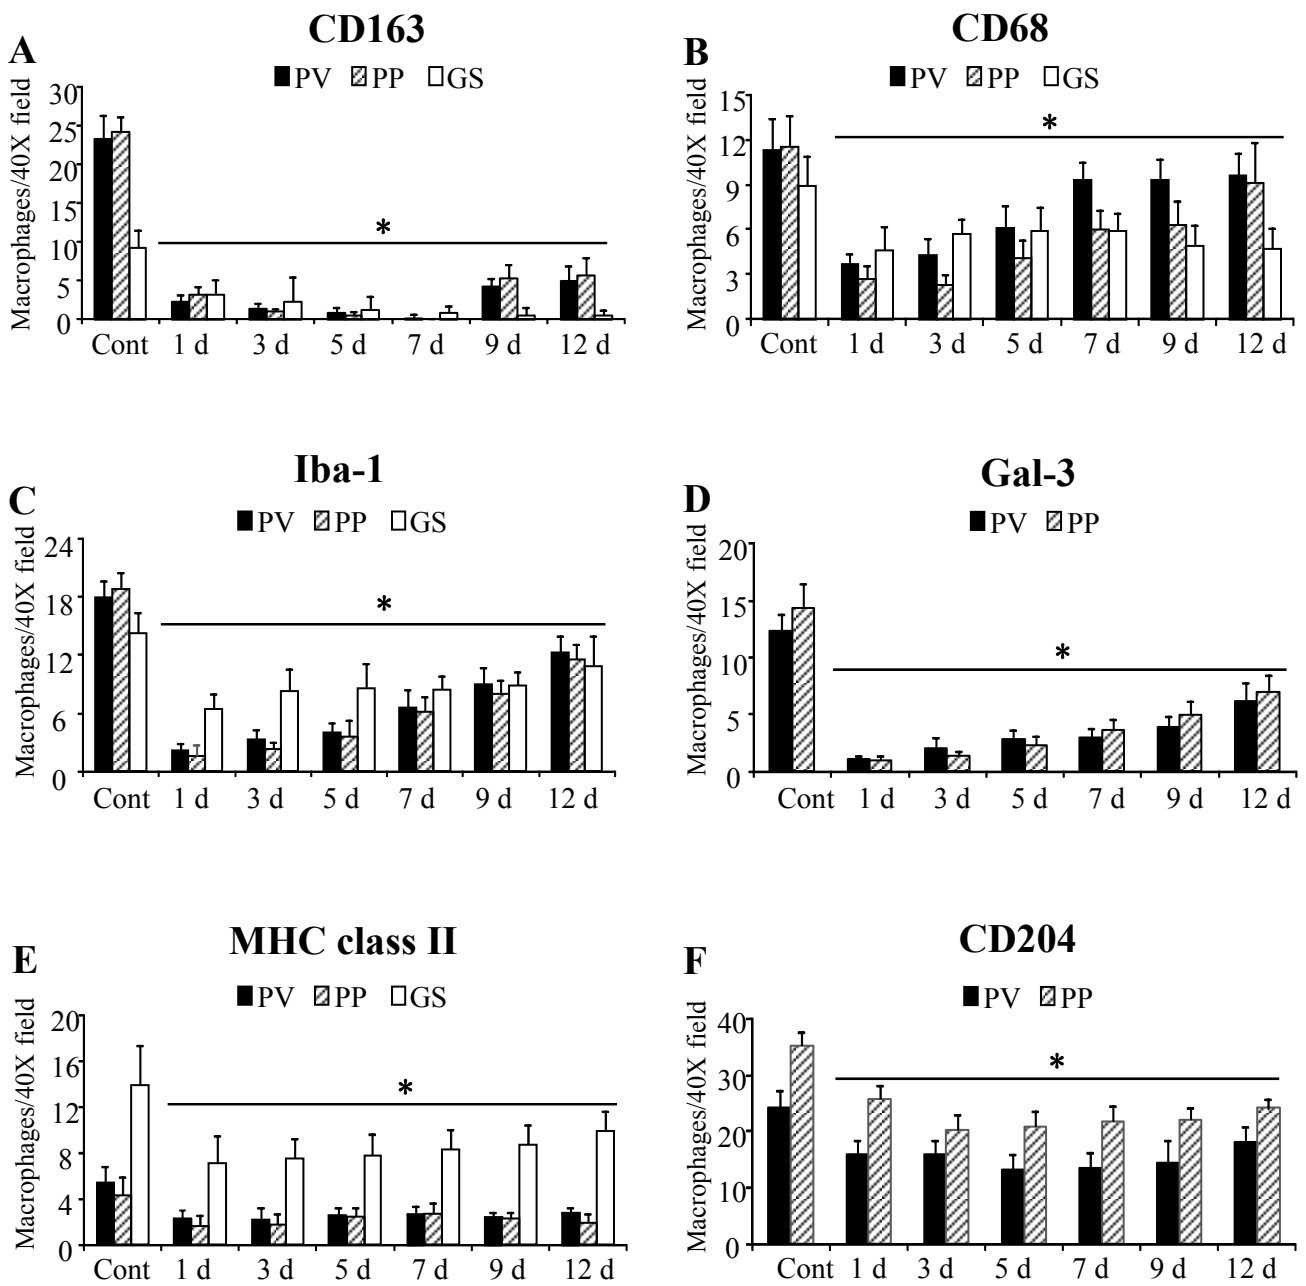 A
CD163
PV PP GS
Macrophages/40X field
30
25
20
15
10
5
0
*
Cont 1 d 3 d 5 d 7 d 9 d 12 d
B
CD68
PV PP GS
Macrophages/40X field
15
12
9
6
3
0
*
Cont 1 d 3 d 5 d 7 d 9 d 12 d
C
Iba-1
PV PP GS
Macrophages/40X field
24
18
12
6
0
*
Cont 1 d 3 d 5 d 7 d 9 d 12 d
D
Gal-3
PV PP
Macrophages/40X field
20
15
10
5
0
*
Cont 1 d 3 d 5 d 7 d 9 d 12 d
E
MHC class II
PV PP GS
Macrophages/40X field
20
16
12
8
4
0
*
Cont 1 d 3 d 5 d 7 d 9 d 12 d
F
CD204
PV PP
Macrophages/40X field
40
30
20
10
0
*
Cont 1 d 3 d 5 d 7 d 9 d 12 d